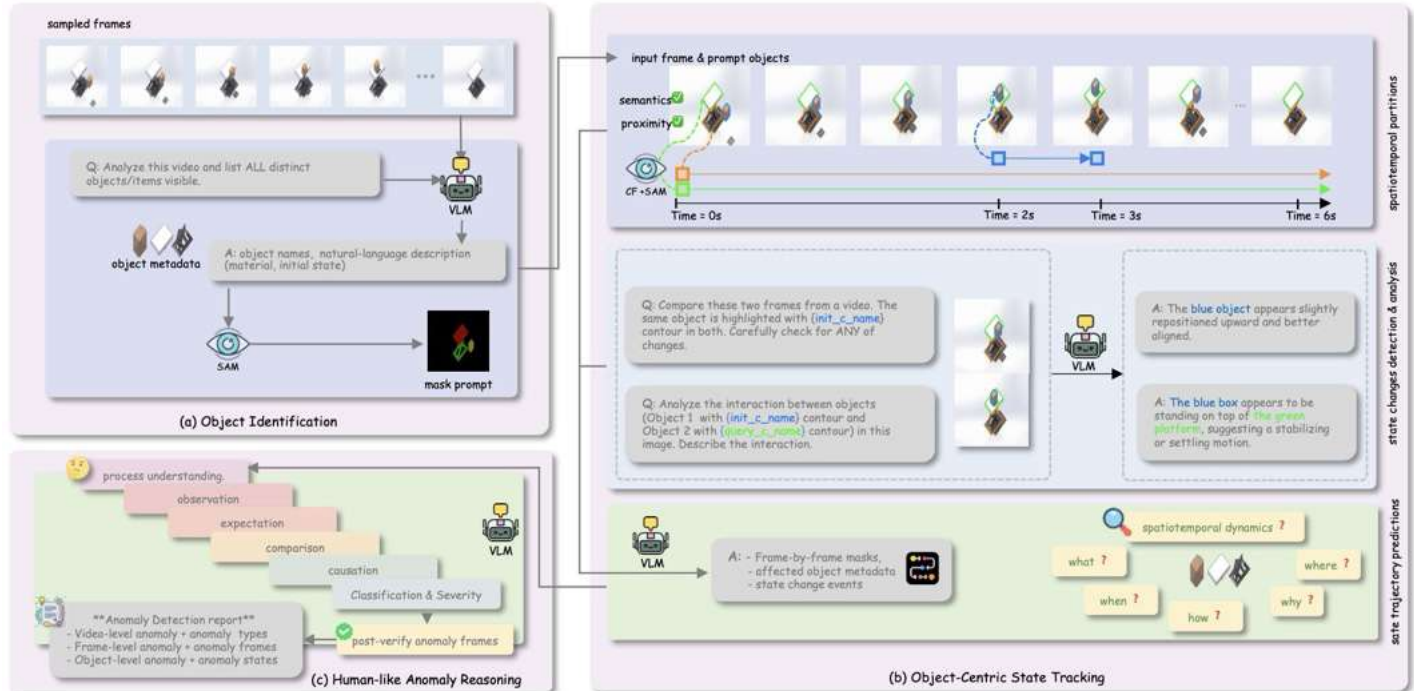 sampled frames
Q: Analyze this video and list ALL distinct
objects/items visible.
VLM
object metadata
A: object names, natural-language description
(material, initial state)
SAM
mask prompt
(a) Object Identification
input frame & prompt objects
semantics
proximity
CF +SAM
...
Time = 0s
Time = 2s
Time = 3s
Time = 6s
spatiotemporal partitions
Q: Compare these two frames from a video. The
same object is highlighted with {init_c_name}
contour in both. Carefully check for ANY of
changes.
Q: Analyze the interaction between objects
(Object 1 with {init_c_name} contour and
Object 2 with {query_c_name} contour) in this
image. Describe the interaction.
VLM
A: The blue object appears slightly
repositioned upward and better
aligned.
A: The blue box appears to be
standing on top of the green
platform, suggesting a stabilizing
or settling motion.
state changes detection & analysis
VLM
A: - Frame-by-frame masks,
- affected object metadata
- state change events
spatiotemporal dynamics ?
what ?
where ?
when ?
why ?
how ?
sate trajectory predictions
(b) Object-Centric State Tracking
process understanding.
observation
expectation
comparison
causation
Classification & Severity
VLM
post-verify anomaly frames
**Anomaly Detection report**
- Video-level anomaly + anomaly types
- Frame-level anomaly + anomaly frames
- Object-level anomaly + anomaly states
(c) Human-like Anomaly Reasoning